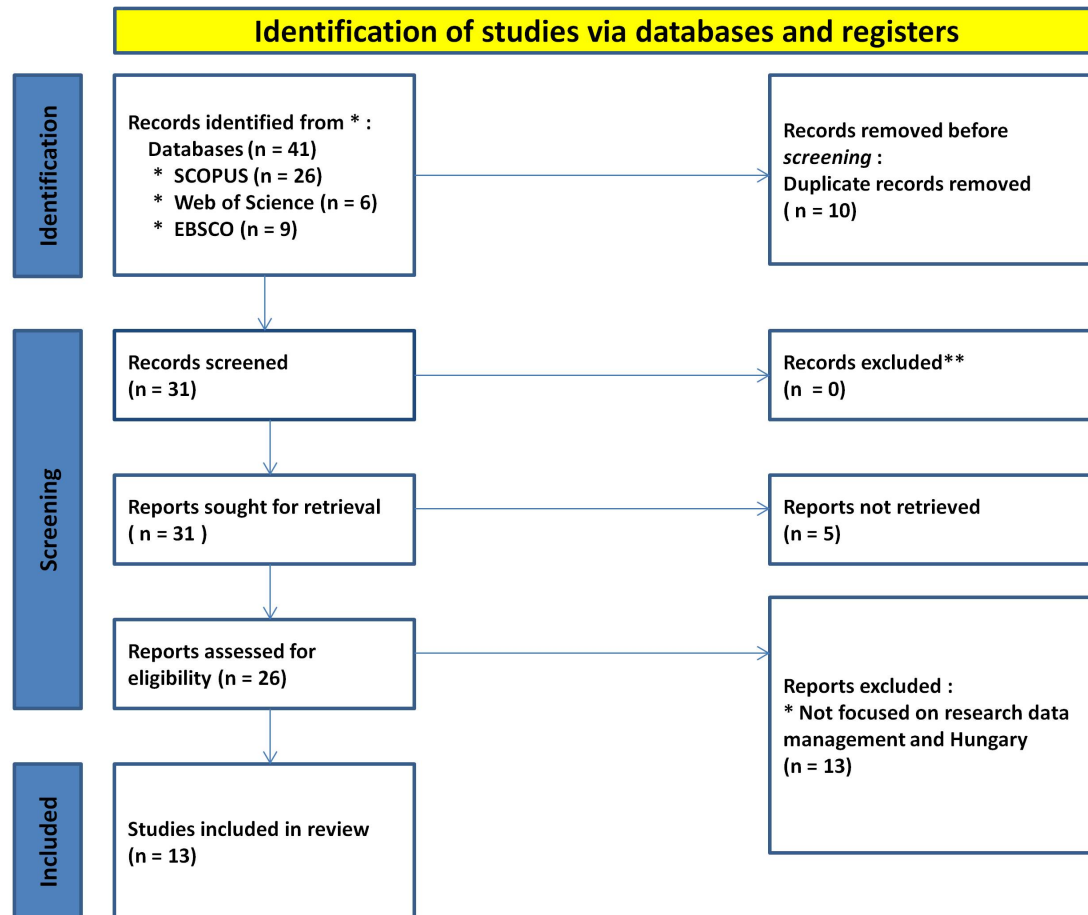 Identification of studies via databases and registers
Identification
Records identified from * :
Databases (n = 41)
* SCOPUS (n = 26)
* Web of Science (n = 6)
* EBSCO (n = 9)
Records removed before
screening :
Duplicate records removed
( n = 10)
Screening
Records screened
(n = 31)
Records excluded**
(n = 0)
Reports sought for retrieval
( n = 31 )
Reports not retrieved
(n = 5)
Reports assessed for
eligibility (n = 26)
Reports excluded :
* Not focused on research data
management and Hungary
(n = 13)
Included
Studies included in review
(n = 13)